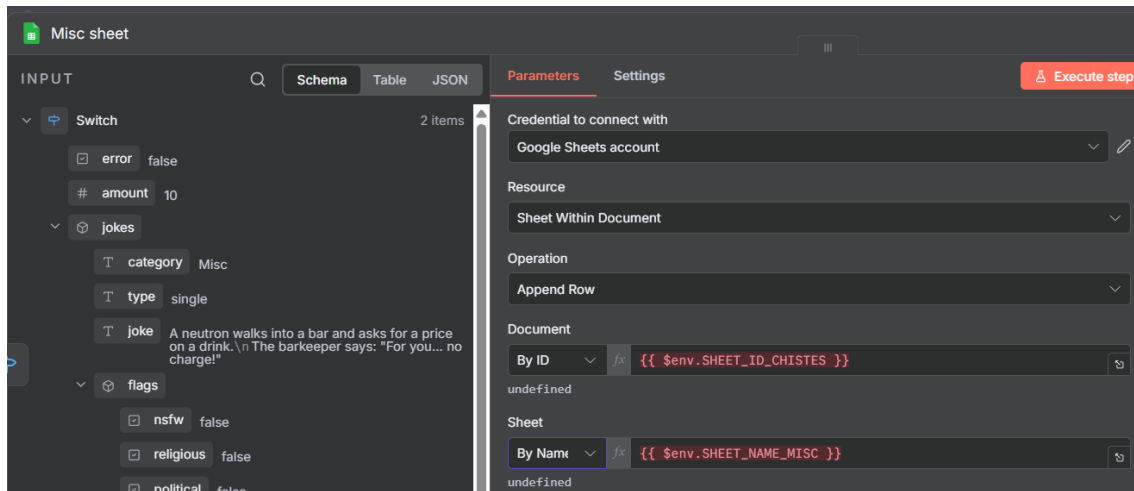 Misc sheet
INPUT
Schema
Table
JSON
Switch
2 items
error
false
# amount
10
jokes
T category
Misc
T type
single
T joke
A neutron walks into a bar and asks for a price
on a drink.\n The barkeeper says: "For you... no
charge!"
flags
nsfw
false
religious
false
political
false
Parameters
Settings
Execute step
Credential to connect with
Google Sheets account
Resource
Sheet Within Document
Operation
Append Row
Document
By ID
fx
{{ $env.SHEET_ID_CHISTES }}
undefined
Sheet
By Name
fx
{{ $env.SHEET_NAME_MISC }}
undefined